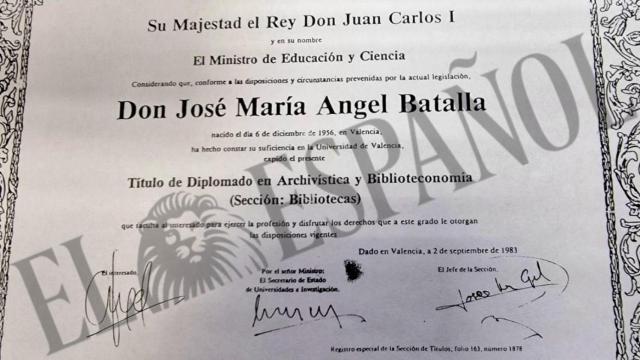 Su Majestad el Rey Don Juan Carlos I
y en su nombre
El Ministro de Educación y Ciencia
Considerando que, conforme a las disposiciones y circunstancias prevenidas por la actual legislación,
Don José María Angel Batalla
nacido el día 6 de diciembre de 1956, en Valencia,
ha hecho constar su suficiencia en la Universidad de Valencia,
expido el presente
Título de Diplomado en Archivística y Biblioteconomía
(Sección: Bibliotecas)
que faculta al interesado para ejercer la profesión y disfrutar los derechos que a este grado le otorgan
las disposiciones vigentes
Dado en Valencia, a 2 de septiembre de 1983
El interesado,
Por el señor Ministro:
El Secretario de Estado
de Universidades e Investigación,
El Jefe de la Sección,
Registro especial de la Sección de Títulos, folio 163, número 1878
EL ESPAÑOL